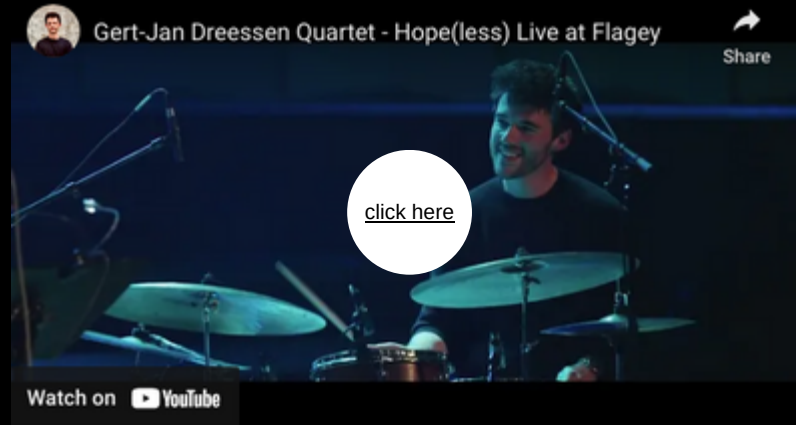 Gert-Jan Dreessen Quartet - Hope(less) Live at Flagey
Share
click here
Watch on YouTube